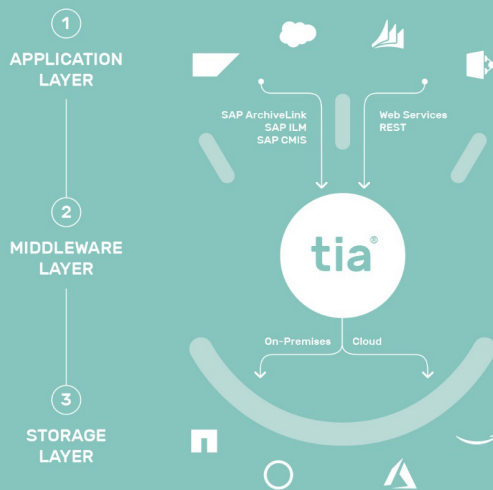 1
APPLICATION
LAYER
SAP ArchiveLink
SAP ILM
SAP CMIS
Web Services
REST
2
MIDDLEWARE
LAYER
tia®
On-Premises
Cloud
3
STORAGE
LAYER